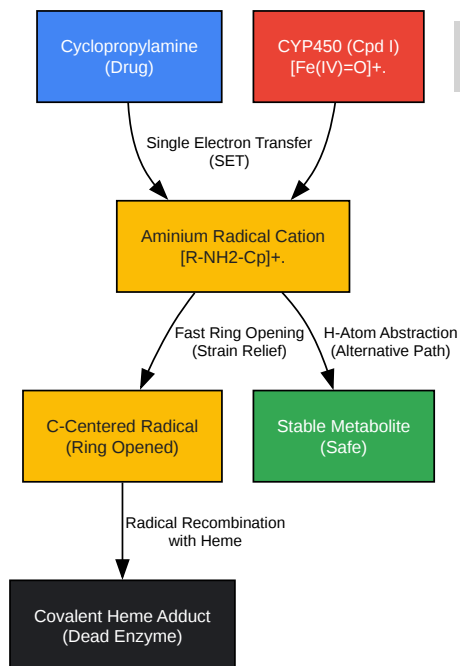 Cyclopropylamine
(Drug)
CYP450 (Cpd I)
[Fe(IV)=O]+.
Single Electron Transfer
(SET)
Aminium Radical Cation
[R-NH2-Cp]+.
Fast Ring Opening
(Strain Relief)
H-Atom Abstraction
(Alternative Path)
C-Centered Radical
(Ring Opened)
Stable Metabolite
(Safe)
Radical Recombination
with Heme
Covalent Heme Adduct
(Dead Enzyme)